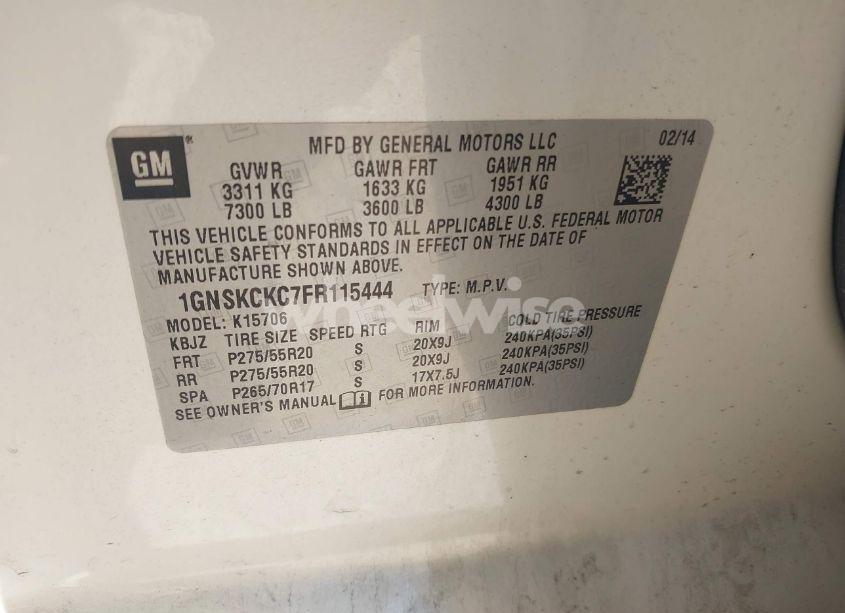 GM
MFD BY GENERAL MOTORS LLC 02/14
GVWR GAWR FRT GAWR RR
3311 KG 1633 KG 1951 KG
7300 LB 3600 LB 4300 LB
THIS VEHICLE CONFORMS TO ALL APPLICABLE U.S. FEDERAL MOTOR
VEHICLE SAFETY STANDARDS IN EFFECT ON THE DATE OF
MANUFACTURE SHOWN ABOVE.
1GNSKCKC7FR115444 TYPE: M.P.V.
MODEL: K15706
KBJZ TIRE SIZE SPEED RTG RIM COLD TIRE PRESSURE
FRT P275/55R20 S 20X9J 240KPA(35PSI)
RR P275/55R20 S 20X9J 240KPA(35PSI)
SPA P265/70R17 S 17X7.5J 240KPA(35PSI)
SEE OWNER'S MANUAL FOR MORE INFORMATION.
wheelwise